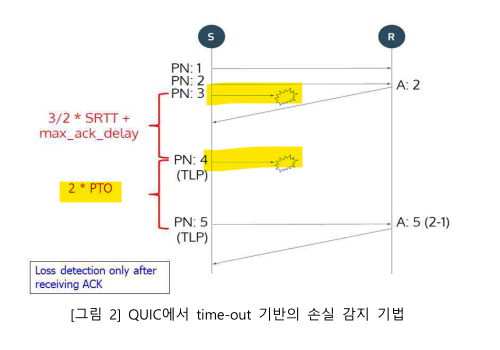 S
R
PN: 1
PN: 2
A: 2
PN: 3
3/2 * SRTT +
max_ack_delay
PN: 4
(TLP)
2 * PTO
PN: 5
A: 5 (2-1)
(TLP)
Loss detection only after
receiving ACK
[그림 2] QUIC에서 time-out 기반의 손실 감지 기법